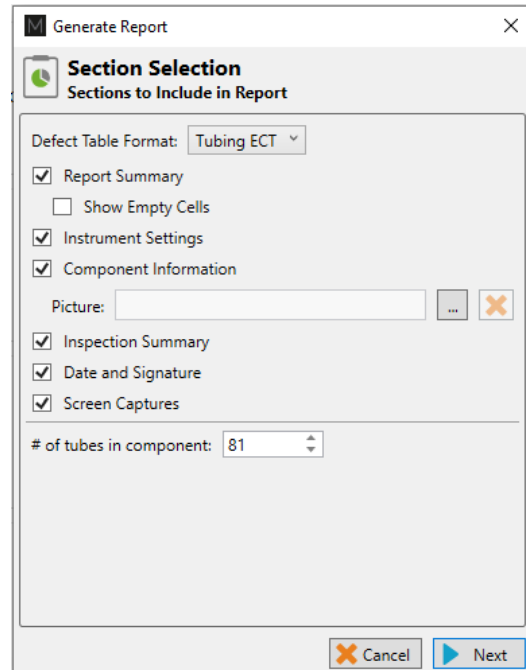 M Generate Report
Section Selection
Sections to Include in Report
Defect Table Format: Tubing ECT
Report Summary
Show Empty Cells
Instrument Settings
Component Information
Picture: ...
Inspection Summary
Date and Signature
Screen Captures
# of tubes in component: 81
Cancel Next